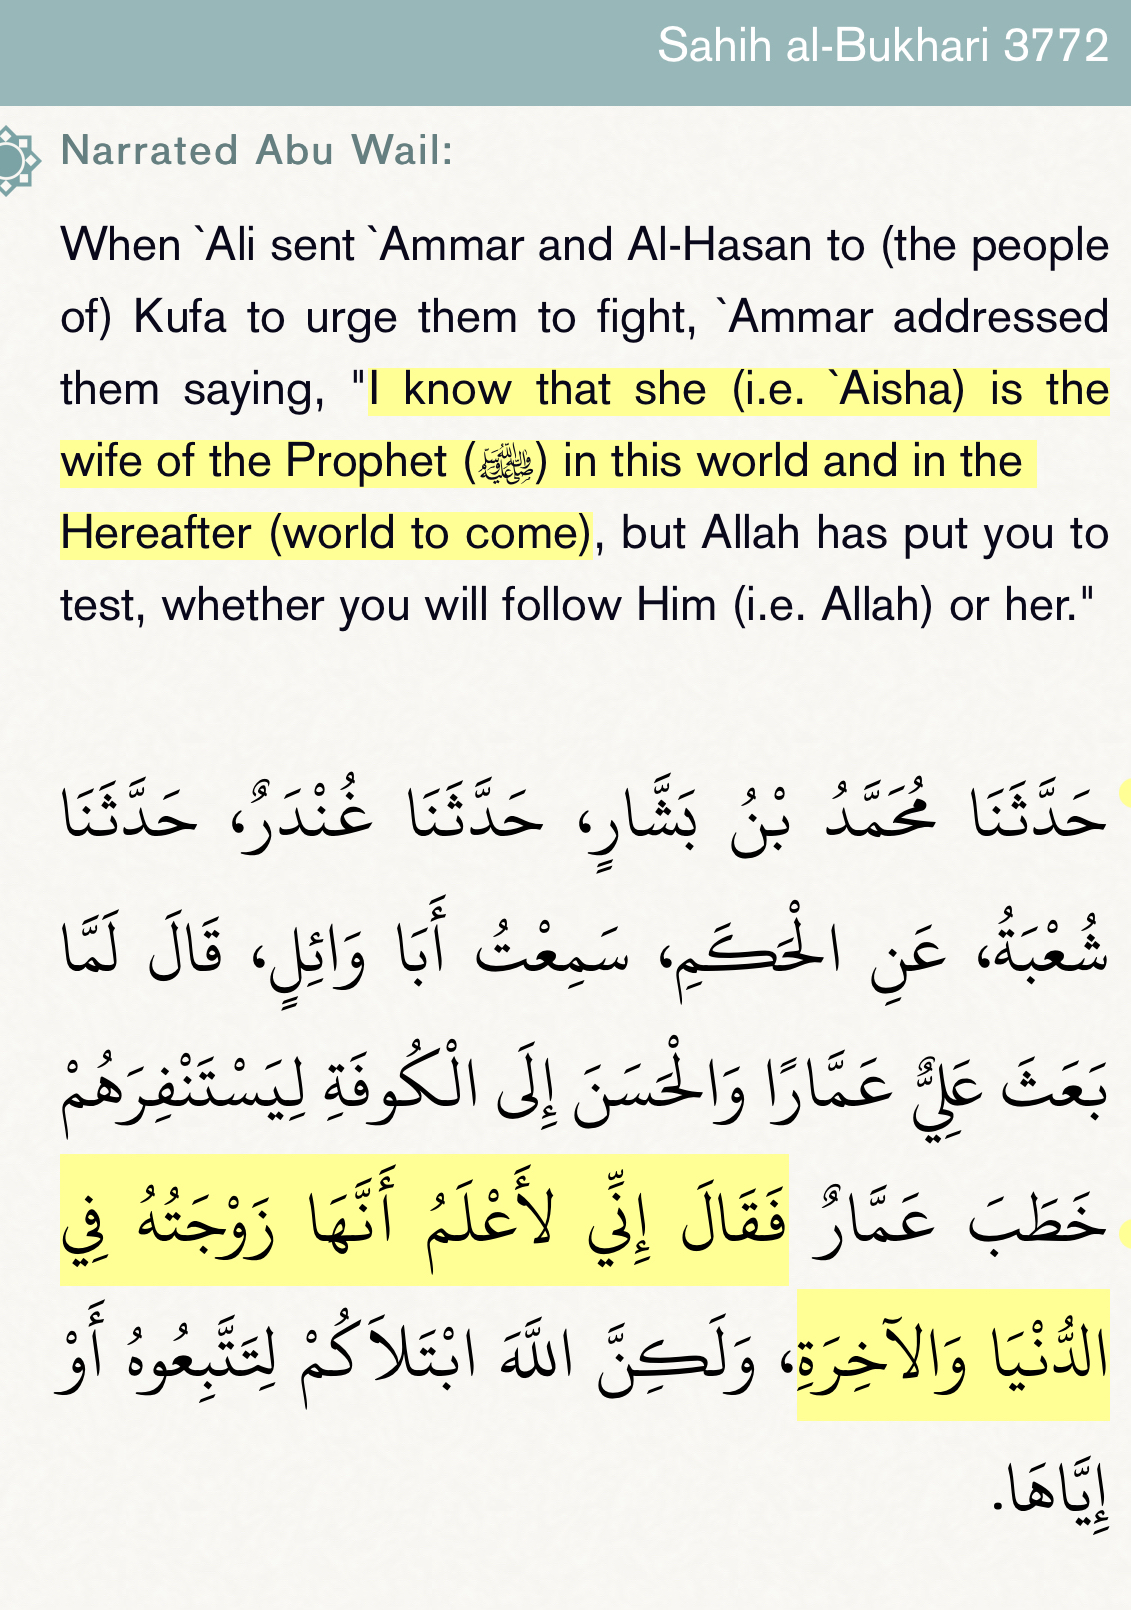 Sahih al-Bukhari 3772
Narrated Abu Wail:
When `Ali sent `Ammar and Al-Hasan to (the people
of) Kufa to urge them to fight, `Ammar addressed
them saying, "I know that she (i.e. `Aisha) is the
wife of the Prophet (ﷺ) in this world and in the
Hereafter (world to come), but Allah has put you to
test, whether you will follow Him (i.e. Allah) or her."
حَدَّثَنَا مُحَمَّدُ بْنُ بَشَّارٍ، حَدَّثَنَا غُنْدَرٌ، حَدَّثَنَا
شُعْبَةُ، عَنِ الْحَكَمِ، سَمِعْتُ أَبَا وَائِلٍ، قَالَ لَمَّا
بَعَثَ عَلِيٌّ عَمَّارًا وَالْحَسَنَ إِلَى الْكُوفَةِ لِيَسْتَنْفِرَهُمْ
خَطَبَ عَمَّارٌ فَقَالَ إِنِّي لأَعْلَمُ أَنَّهَا زَوْجَتُهُ فِي
الدُّنْيَا وَالآخِرَةِ، وَلَكِنَّ اللَّهَ ابْتَلاَكُمْ لِتَتَّبِعُوهُ أَوْ
إِيَّاهَا.